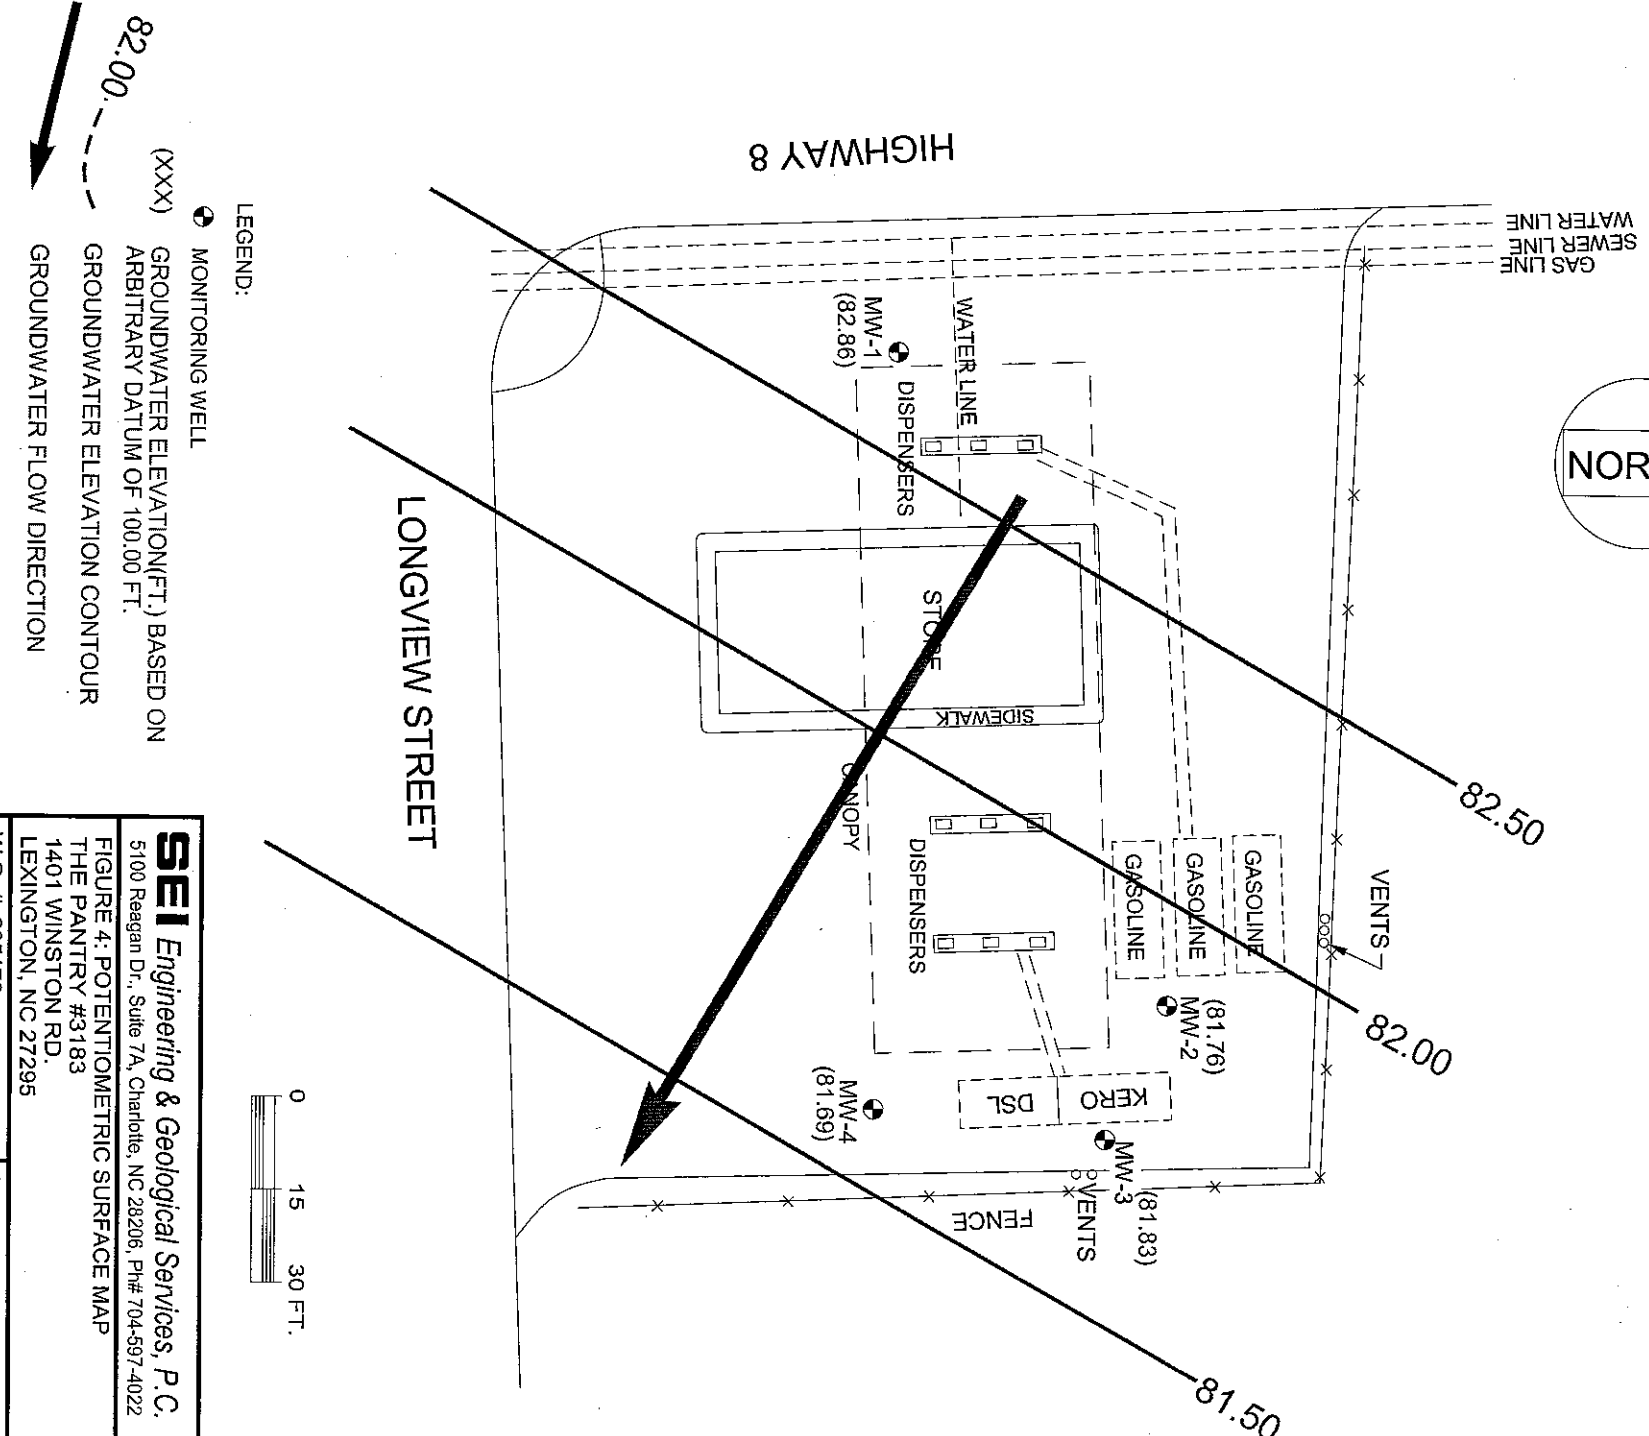 HIGHWAY 8
WATER LINE
SEWER LINE
GAS LINE
MW-1
(82.86)
WATER LINE
DISPENSERS
STORE
SIDEWALK
CANOPY
DISPENSERS
GASOLINE
GASOLINE
GASOLINE
VENTS
(81.76)
MW-2
KERO
DSL
MW-4
(81.69)
MW-3
(81.83)
VENTS
FENCE
82.50
82.00
81.50
LONGVIEW STREET
NOR
LEGEND:
MONITORING WELL
(XXX) GROUNDWATER ELEVATION(FT.) BASED ON
ARBITRARY DATUM OF 100.00 FT.
82.00 GROUNDWATER ELEVATION CONTOUR
GROUNDWATER FLOW DIRECTION
0 15 30 FT.
SEI Engineering & Geological Services, P.C.
5100 Reagan Dr., Suite 7A, Charlotte, NC 28206, Ph# 704-597-4022
FIGURE 4: POTENTIOMETRIC SURFACE MAP
THE PANTRY #3183
1401 WINSTON RD.
LEXINGTON, NC 27295